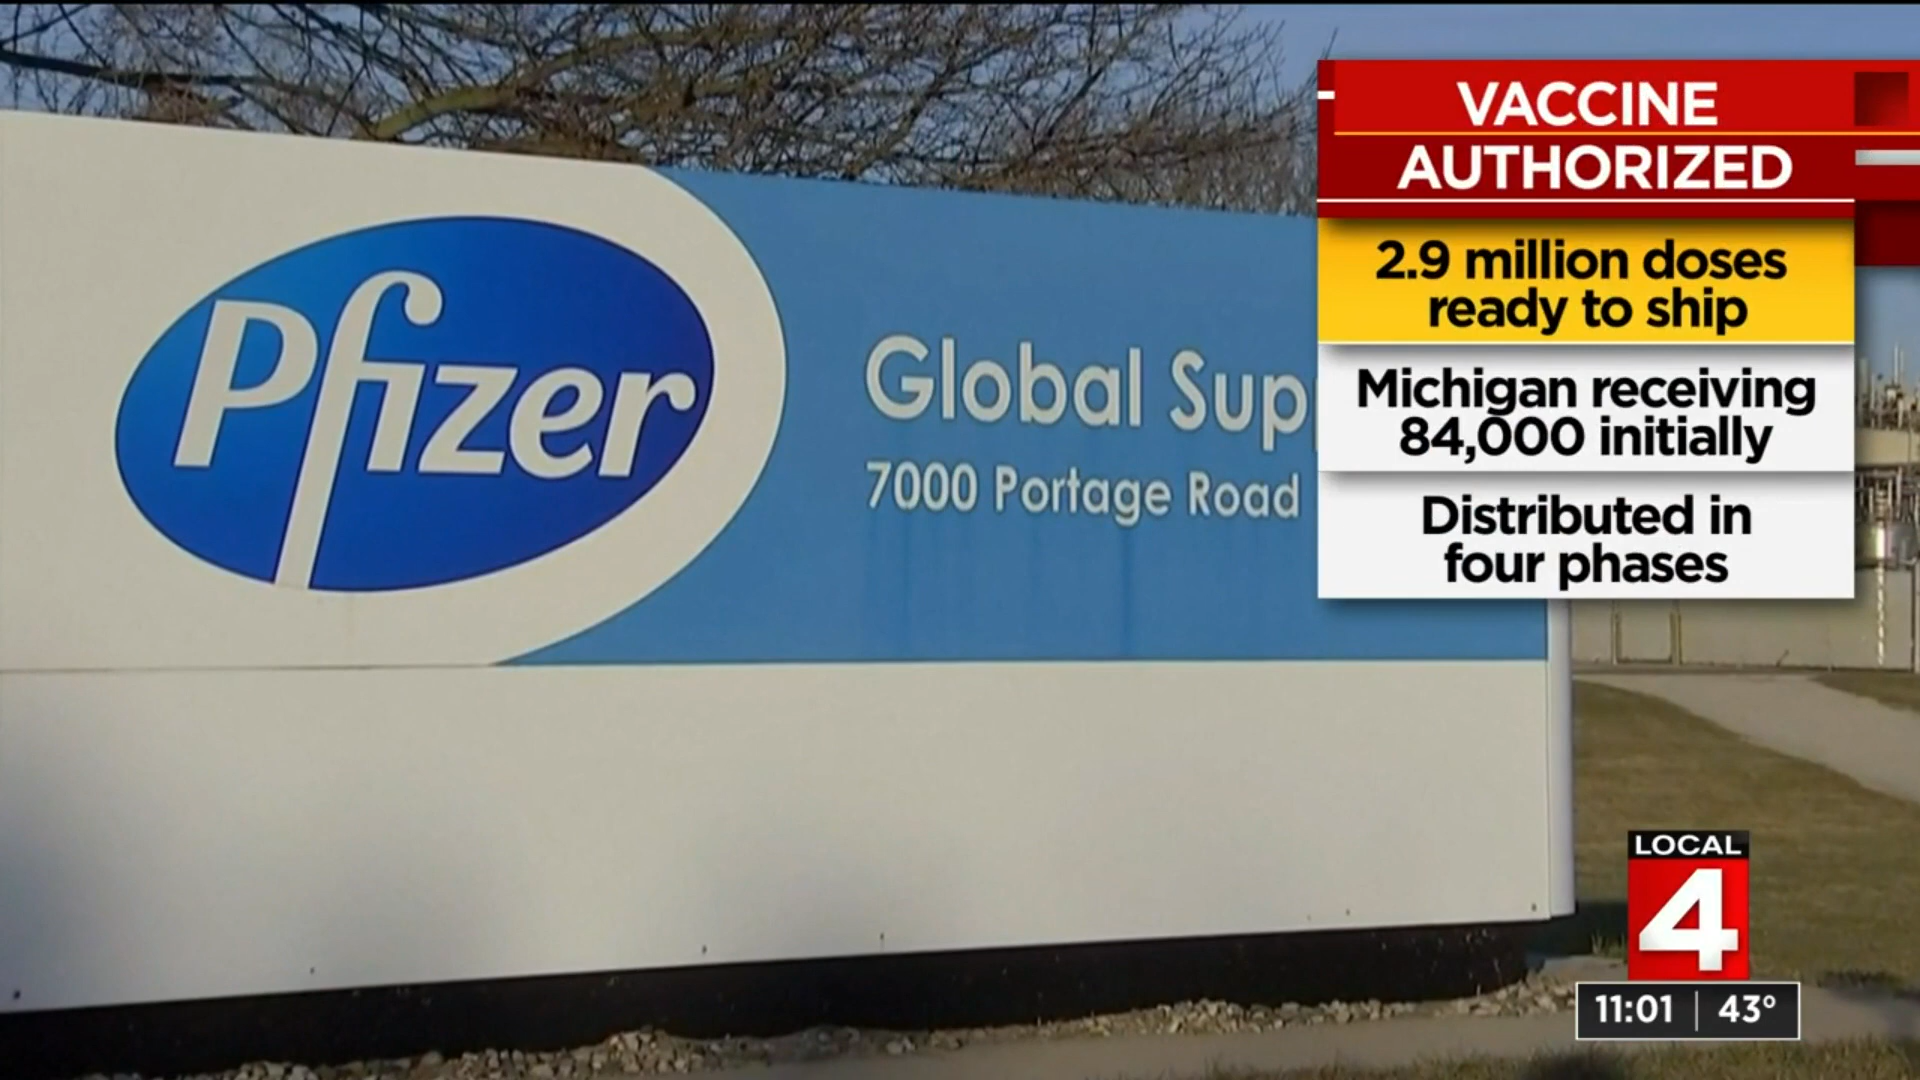 VACCINE
AUTHORIZED
2.9 million doses
ready to ship
Michigan receiving
84,000 initially
Distributed in
four phases
Pfizer
Global Sup
7000 Portage Road
LOCAL
4
11:01 43°